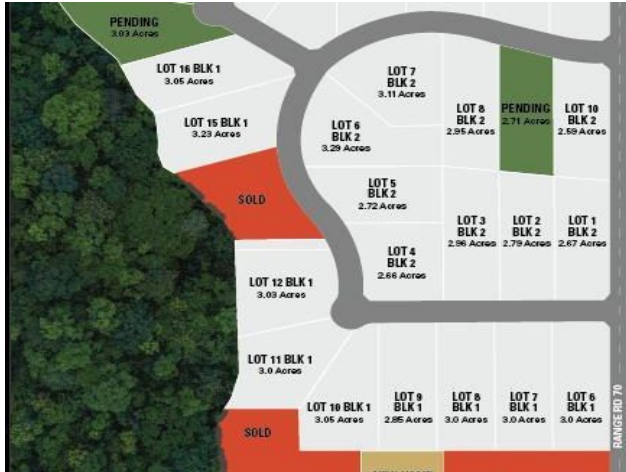 PENDING
3.03 Acres
LOT 16 BLK 1
3.05 Acres
LOT 15 BLK 1
3.23 Acres
SOLD
LOT 7
BLK 2
3.11 Acres
LOT 6
BLK 2
3.29 Acres
LOT 8
BLK 2
2.95 Acres
PENDING
2.71 Acres
LOT 10
BLK 2
2.59 Acres
LOT 5
BLK 2
2.72 Acres
LOT 4
BLK 2
2.66 Acres
LOT 3
BLK 2
2.96 Acres
LOT 2
BLK 2
2.79 Acres
LOT 1
BLK 2
2.67 Acres
LOT 12 BLK 1
3.03 Acres
LOT 11 BLK 1
3.0 Acres
LOT 10 BLK 1
3.05 Acres
LOT 9
BLK 1
2.85 Acres
LOT 8
BLK 1
3.0 Acres
LOT 7
BLK 1
3.0 Acres
LOT 6
BLK 1
3.0 Acres
SOLD
RANGE RD 70